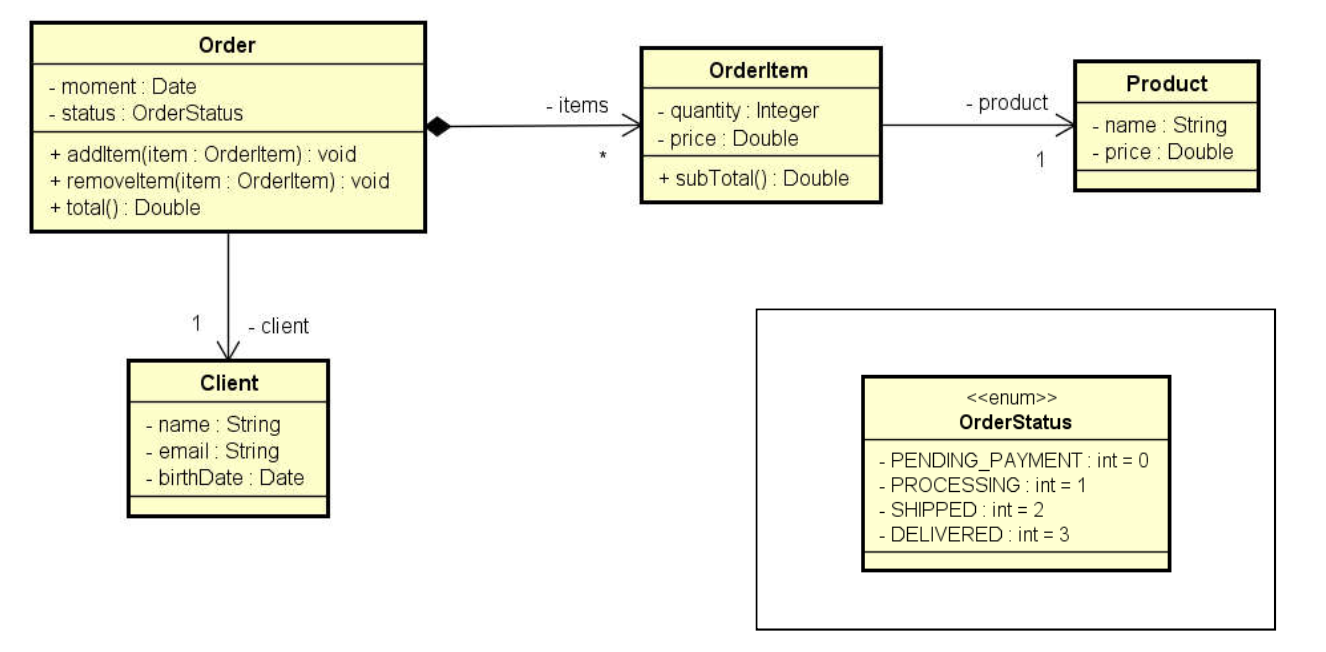 Order
- moment : Date
- status : OrderStatus
+ addItem(item : OrderItem) : void
+ removeItem(item : OrderItem) : void
+ total() : Double
- items
*
OrderItem
- quantity : Integer
- price : Double
+ subTotal() : Double
- product
1
Product
- name : String
- price : Double
1
- client
Client
- name : String
- email : String
- birthDate : Date
<<enum>>
OrderStatus
- PENDING_PAYMENT : int = 0
- PROCESSING : int = 1
- SHIPPED : int = 2
- DELIVERED : int = 3